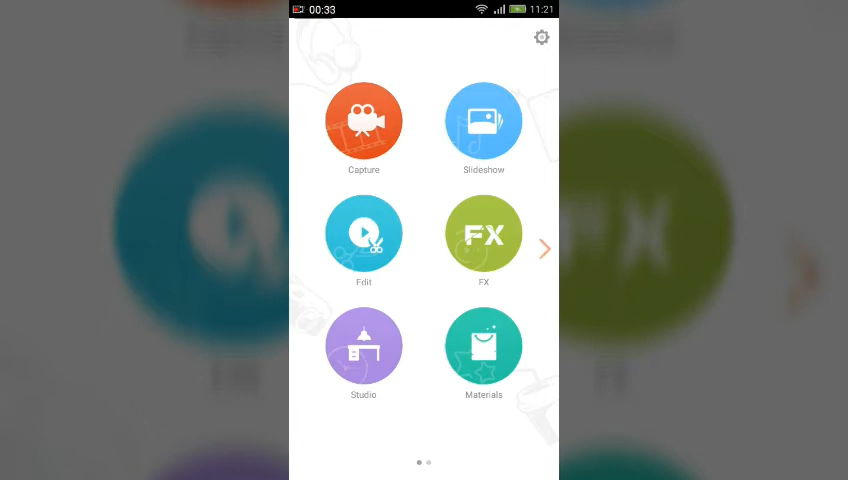 00:33 11:21
Capture Slideshow
FX
Edit FX
Studio Materials